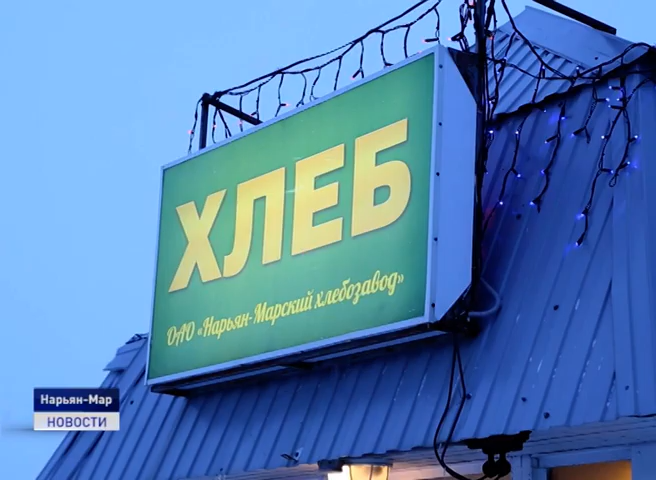 ХЛЕБ
ОАО «Нарьян-Марский хлебозавод»
Нарьян-Мар
НОВОСТИ